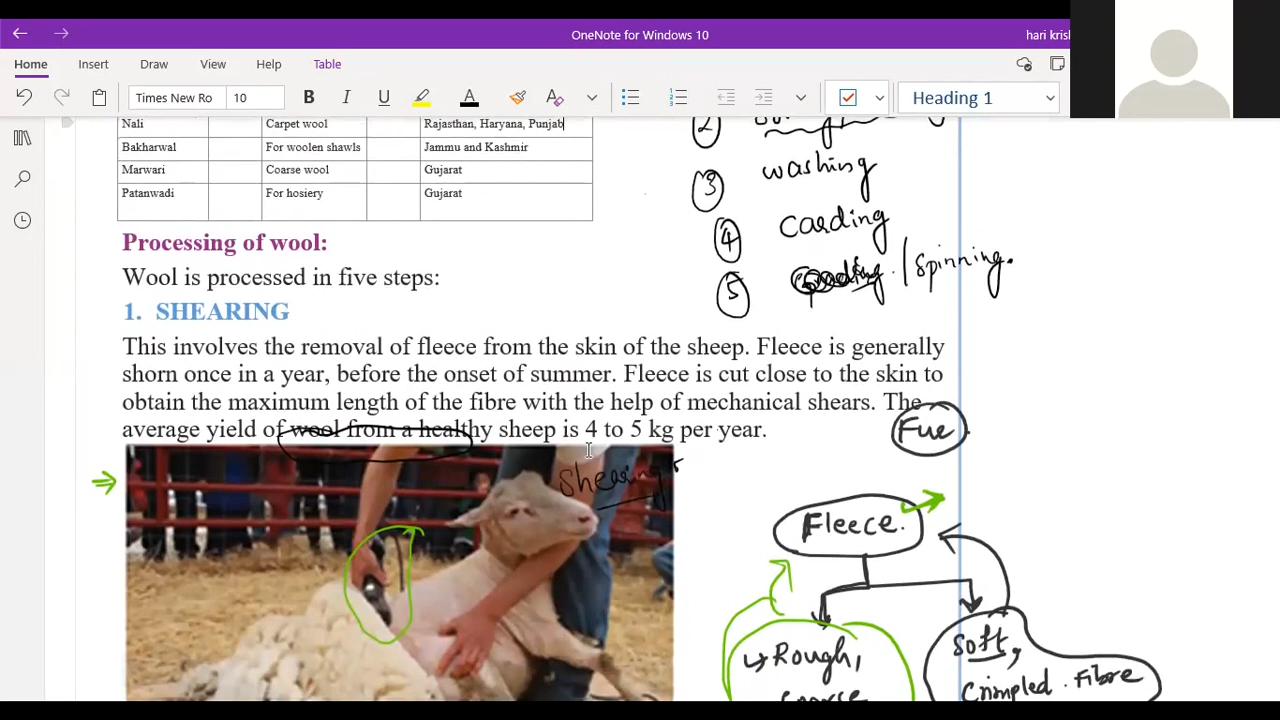 OneNote for Windows 10
hari krish
Home Insert Draw View Help Table
Times New Ro 10 B I U A Heading 1
Nali Carpet wool Rajasthan, Haryana, Punjab
Bakharwal For woolen shawls Jammu and Kashmir
Marwari Coarse wool Gujarat
Patanwadi For hosiery Gujarat
2
3 washing
4 carding
5 / Spinning.
Processing of wool:
Wool is processed in five steps:
1. SHEARING
This involves the removal of fleece from the skin of the sheep. Fleece is generally
shorn once in a year, before the onset of summer. Fleece is cut close to the skin to
obtain the maximum length of the fibre with the help of mechanical shears. The
average yield of wool from a healthy sheep is 4 to 5 kg per year.
Shearing
Fleece.
Rough,
coarse
Soft,
Crimpled. Fibre